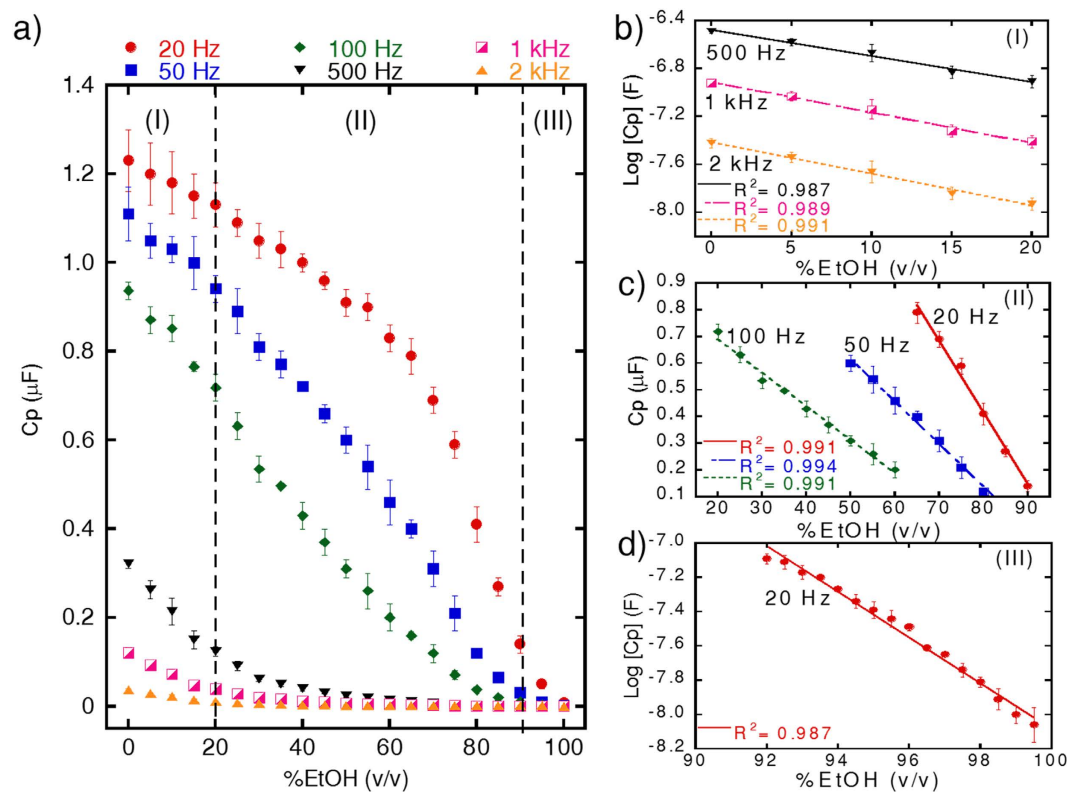 a)
20 Hz
50 Hz
100 Hz
500 Hz
1 kHz
2 kHz
(I)
(II)
(III)
1.4
1.2
1.0
0.8
0.6
0.4
0.2
0
Cp (μF)
0 20 40 60 80 100
%EtOH (v/v)
b)
(I)
500 Hz
1 kHz
2 kHz
R²= 0.987
R²= 0.989
R²= 0.991
-6.4
-6.8
-7.2
-7.6
-8.0
Log [Cp] (F)
0 5 10 15 20
%EtOH (v/v)
c)
(II)
100 Hz
50 Hz
20 Hz
R²= 0.991
R²= 0.994
R²= 0.991
0.9
0.8
0.7
0.6
0.5
0.4
0.3
0.2
0.1
Cp (μF)
20 30 40 50 60 70 80 90
%EtOH (v/v)
d)
(III)
20 Hz
R²= 0.987
-7.0
-7.2
-7.4
-7.6
-7.8
-8.0
-8.2
Log [Cp] (F)
90 92 94 96 98 100
%EtOH (v/v)